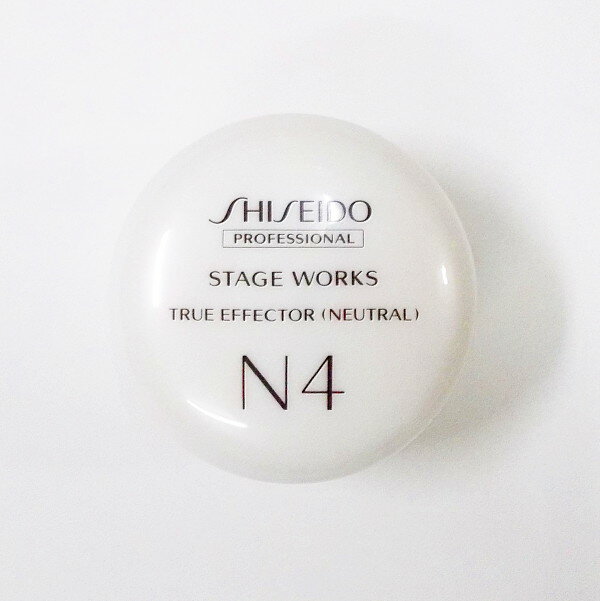 SHISEIDO
PROFESSIONAL
STAGE WORKS
TRUE EFFECTOR (NEUTRAL)
N4